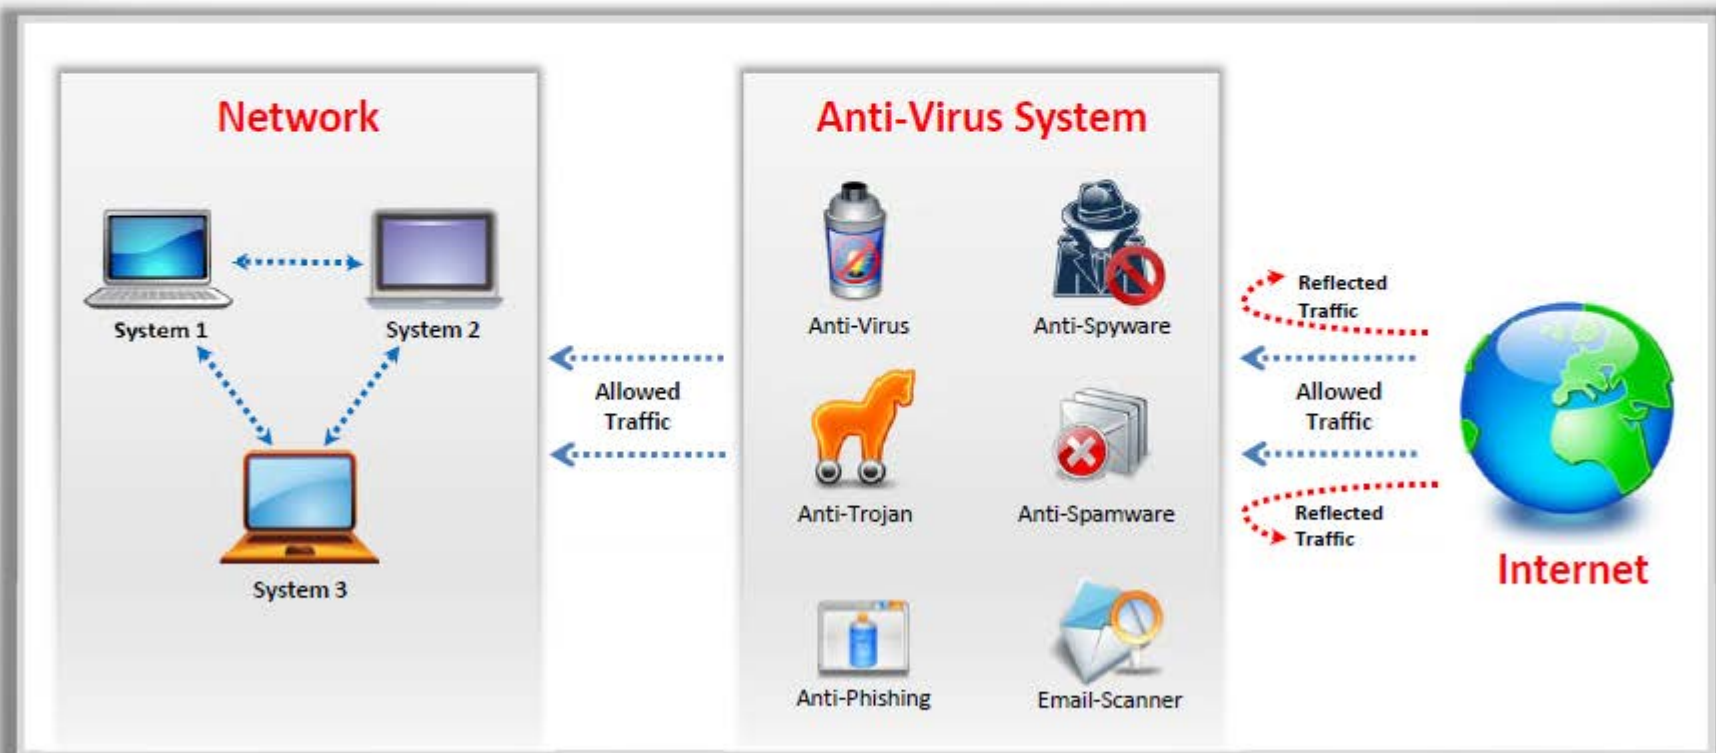 Network
System 1
System 2
System 3
Allowed
Traffic
Anti-Virus System
Anti-Virus
Anti-Spyware
Anti-Trojan
Anti-Spamware
Anti-Phishing
Email-Scanner
Reflected
Traffic
Allowed
Traffic
Reflected
Traffic
Internet